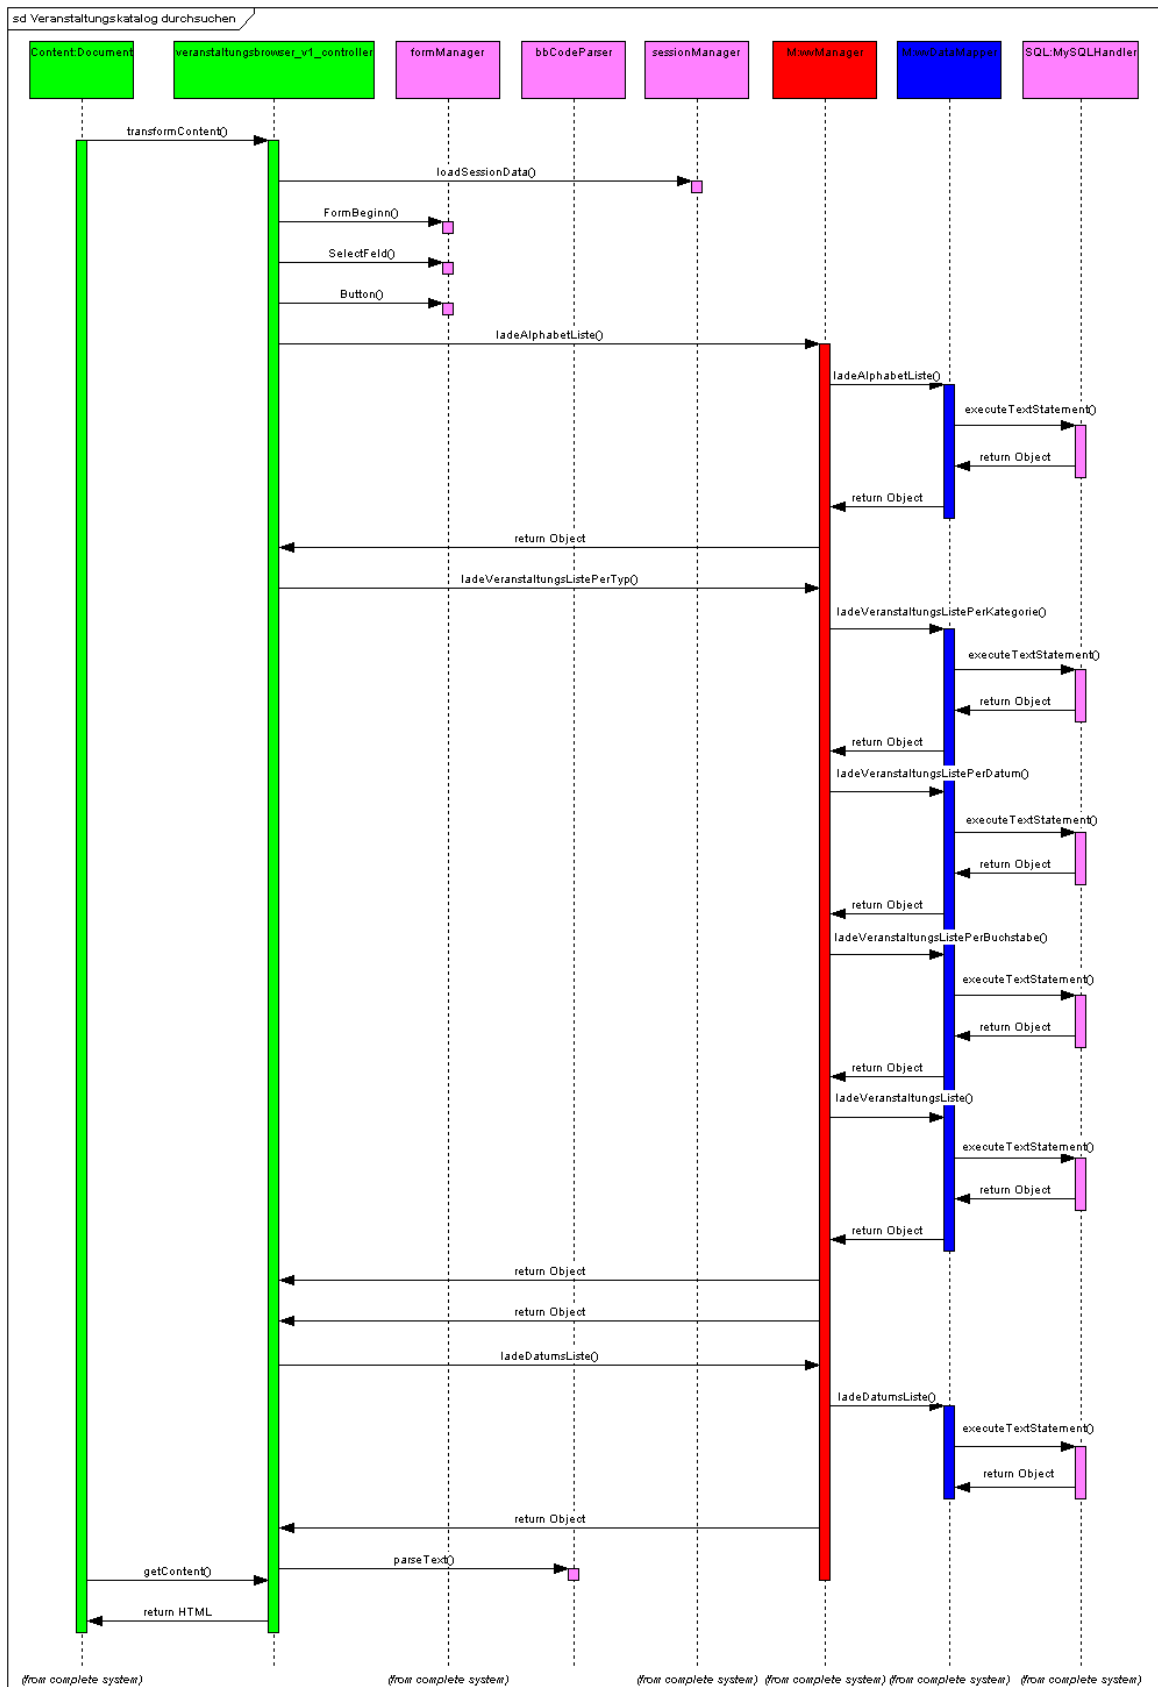 sd Veranstaltungskatalog durchsuchen
Content:Document veranstaltungsbrowser_v1_controller formManager bbCodeParser sessionManager M:vvManager M:vvDataMapper SQL:MySQLHandler
transformContent()
loadSessionData()
FormBeginn()
SelectFeld()
Button()
ladeAlphabetListe()
ladeAlphabetListe()
executeTextStatement()
return Object
return Object
return Object
ladeVeranstaltungsListePerTyp()
ladeVeranstaltungsListePerKategorie()
executeTextStatement()
return Object
return Object
ladeVeranstaltungsListePerDatum()
executeTextStatement()
return Object
return Object
ladeVeranstaltungsListePerBuchstabe()
executeTextStatement()
return Object
return Object
ladeVeranstaltungsListe()
executeTextStatement()
return Object
return Object
return Object
return Object
ladeDatumsListe()
ladeDatumsListe()
executeTextStatement()
return Object
return Object
parseText()
getContent()
return HTML
(from complete system) (from complete system) (from complete system) (from complete system) (from complete system) (from complete system)